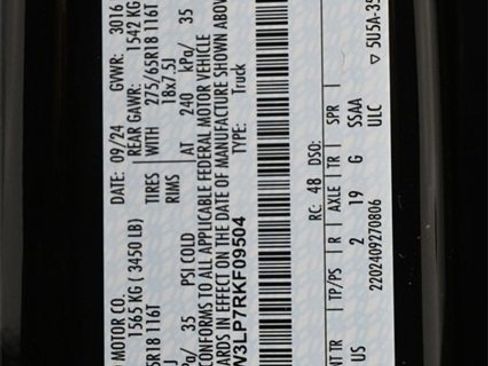 D MOTOR CO. DATE: 09/24 GVWR: 3016
1565 KG ( 3450 LB) REAR GAWR: 1542 KG
5R18 116T TIRES WITH 275/65R18 116T
J RIMS 18x7.5J
Pa/ 35 PSI COLD AT 240 kPa/ 35
CONFORMS TO ALL APPLICABLE FEDERAL MOTOR VEHICLE
ARDS IN EFFECT ON THE DATE OF MANUFACTURE SHOWN ABOVE
W3LP7RKF09504 TYPE: Truck
RC: 48 DSO:
NT TR TP/PS R AXLE TR SPR
US 2 19 G SSAA
ULC
2202409270806
▽ 5U5A-35